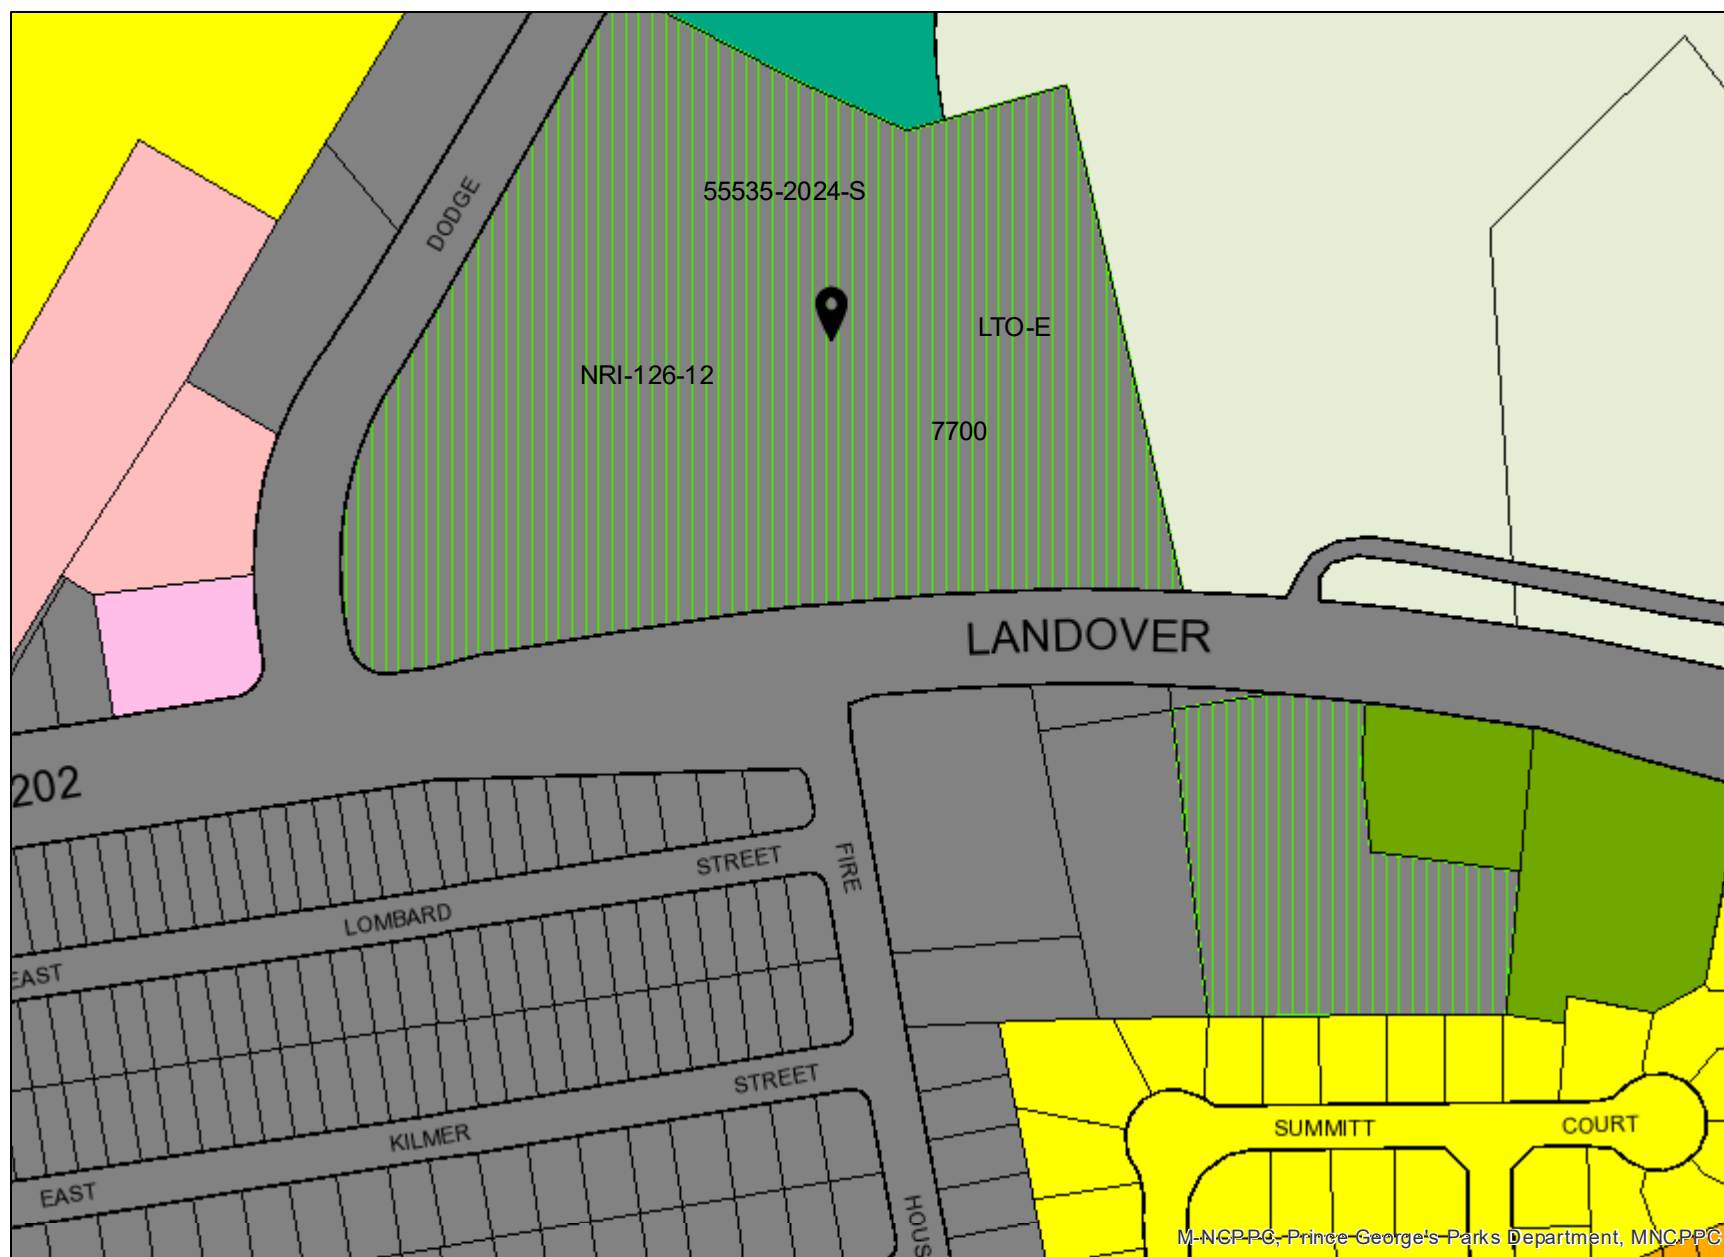 DODGE
55535-2024-S
LTO-E
NRI-126-12
7700
LANDOVER
202
STREET
FIRE
LOMBARD
EAST
STREET
KILMER
EAST
HOUS
SUMMITT
COURT
M-NCPPC, Prince George's Parks Department, MNCPPC